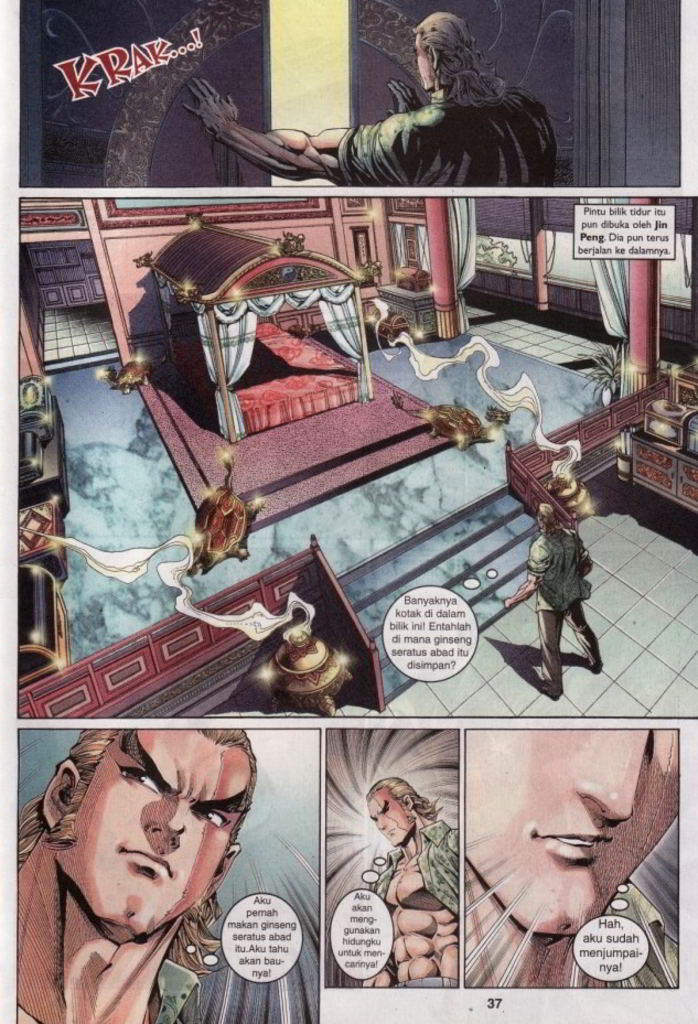 KRAK...!
Pintu bilik tidur itu
pun dibuka oleh Jin
Peng. Dia pun terus
berjalan ke dalamnya.
Banyaknya
kotak di dalam
bilik ini! Entahlah
di mana ginseng
seratus abad itu
disimpan?
Aku
pernah
makan ginseng
seratus abad
itu.Aku tahu
akan bau-
nya!
Aku
akan
meng-
gunakan
hidungku
untuk men-
carinya!
Hah,
aku sudah
menjumpai-
nya!
37